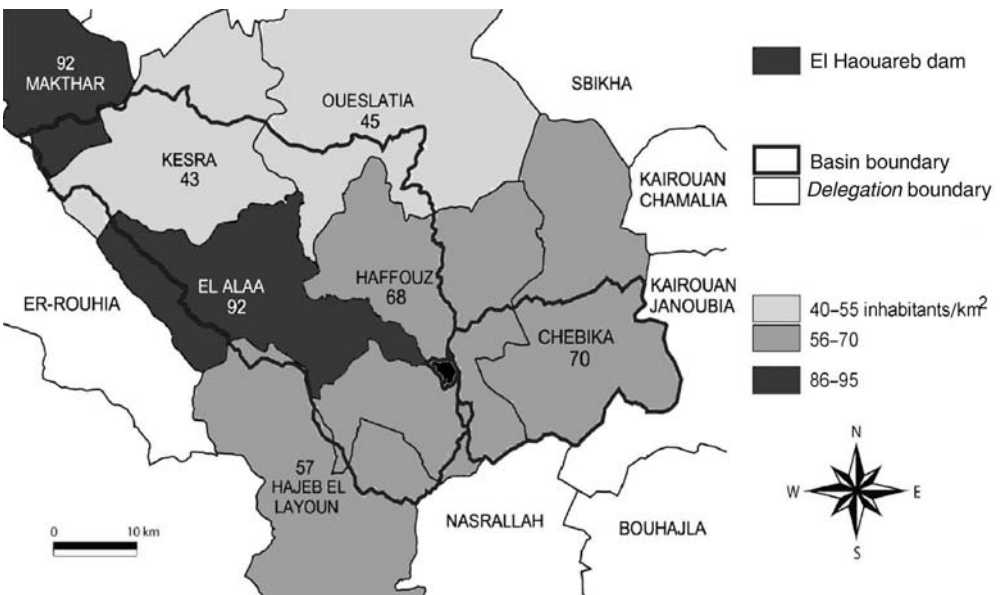 92
MAKTHAR
OUESLATIA
45
SBIKHA
KESRA
43
KAIROUAN
CHAMALIA
HAFFOUZ
68
EL ALAA
92
ER-ROUHIA
KAIROUAN
JANOUBIA
CHEBIKA
70
57
HAJEB EL
LAYOUN
NASRALLAH
BOUHAJLA
0 10 km
El Haouareb dam
Basin boundary
Delegation boundary
40–55 inhabitants/km²
56–70
86–95
N
W E
S